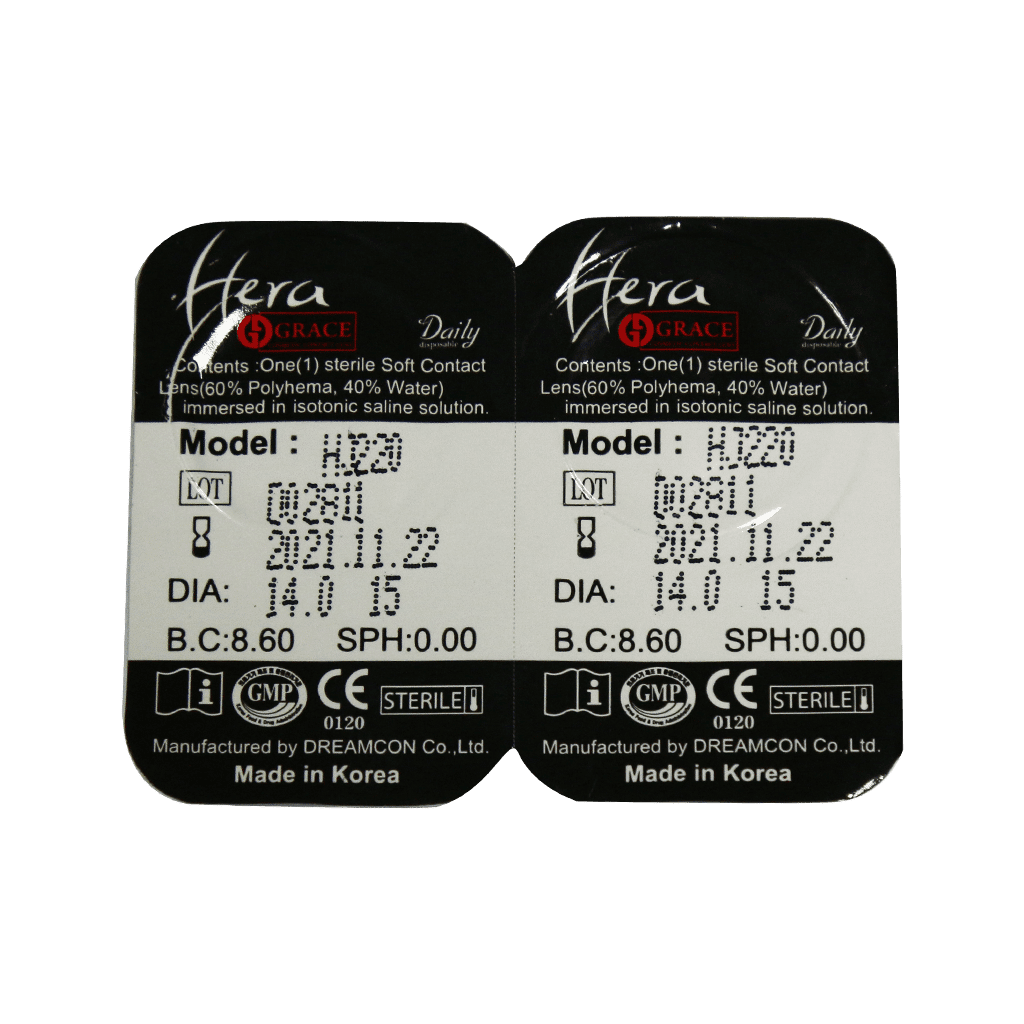 Hera
GRACE
Daily
disposable
Contents :One(1) sterile Soft Contact
Lens(60% Polyhema, 40% Water)
immersed in isotonic saline solution.
Model : HJ220
LOT 002811
2021.11.22
DIA: 14.0 15
B.C:8.60 SPH:0.00
GMP
CE
0120
STERILE
Manufactured by DREAMCON Co.,Ltd.
Made in Korea
Hera
GRACE
Daily
disposable
Contents :One(1) sterile Soft Contact
Lens(60% Polyhema, 40% Water)
immersed in isotonic saline solution.
Model : HJ220
LOT 002811
2021.11.22
DIA: 14.0 15
B.C:8.60 SPH:0.00
GMP
CE
0120
STERILE
Manufactured by DREAMCON Co.,Ltd.
Made in Korea